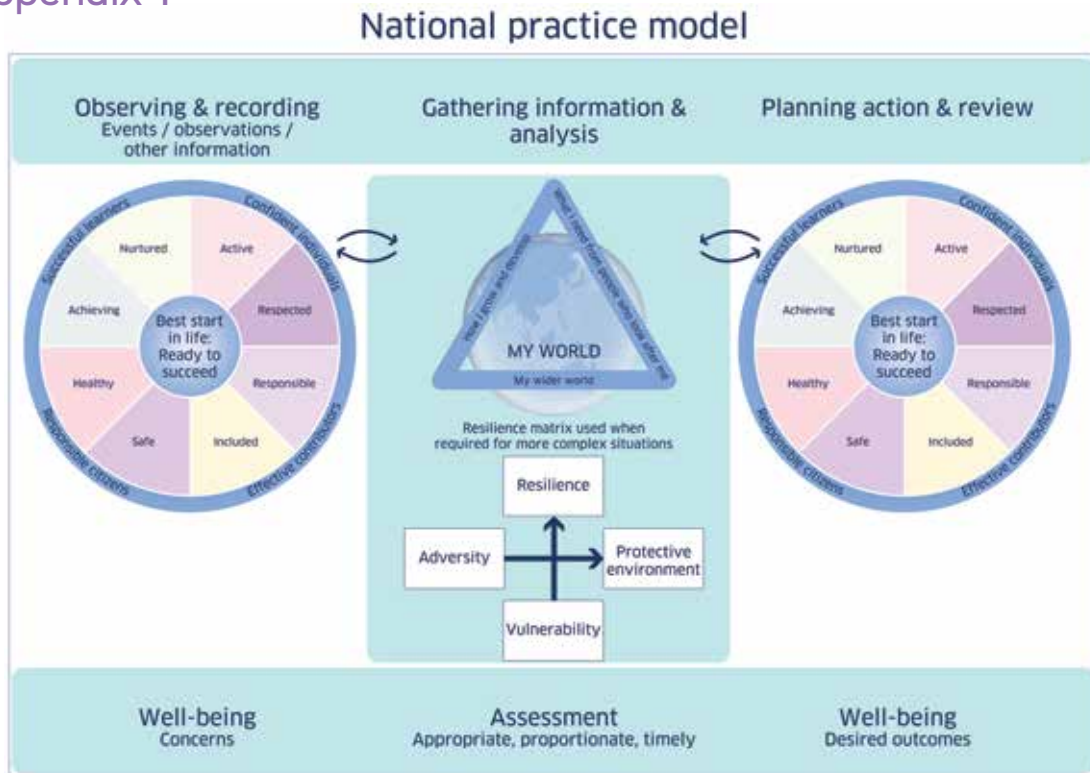 ppendix 1
National practice model
Observing & recording
Events / observations /
other information
Gathering information &
analysis
Planning action & review
Successful learners
Confident individuals
Nurtured
Active
Achieving
Respected
Best start
in life:
Ready to
succeed
Healthy
Responsible
Safe
Included
Responsible citizens
Effective contributors
How I grow and develop
What I need from people who look after me
MY WORLD
My wider world
Resilience matrix used when
required for more complex situations
Resilience
Adversity
Protective
environment
Vulnerability
Successful learners
Confident individuals
Nurtured
Active
Achieving
Respected
Best start
in life:
Ready to
succeed
Healthy
Responsible
Safe
Included
Responsible citizens
Effective contributors
Well-being
Concerns
Assessment
Appropriate, proportionate, timely
Well-being
Desired outcomes